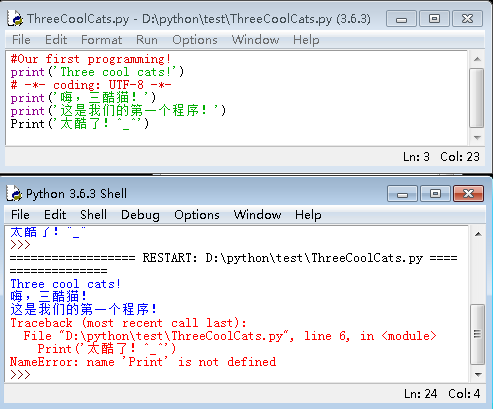 ThreeCoolCats.py - D:\python\test\ThreeCoolCats.py (3.6.3)
File Edit Format Run Options Window Help
#Our first programming!
print('Three cool cats!')
# -*- coding: UTF-8 -*-
print('嗨，三酷猫！')
print('这是我们的第一个程序！')
Print('太酷了！^_^')
Ln: 3 Col: 23
Python 3.6.3 Shell
File Edit Shell Debug Options Window Help
太酷了！^_^
>>>
================== RESTART: D:\python\test\ThreeCoolCats.py ====
==============
Three cool cats!
嗨，三酷猫！
这是我们的第一个程序！
Traceback (most recent call last):
  File "D:\python\test\ThreeCoolCats.py", line 6, in <module>
    Print('太酷了！^_^')
NameError: name 'Print' is not defined
>>>
Ln: 24 Col: 4